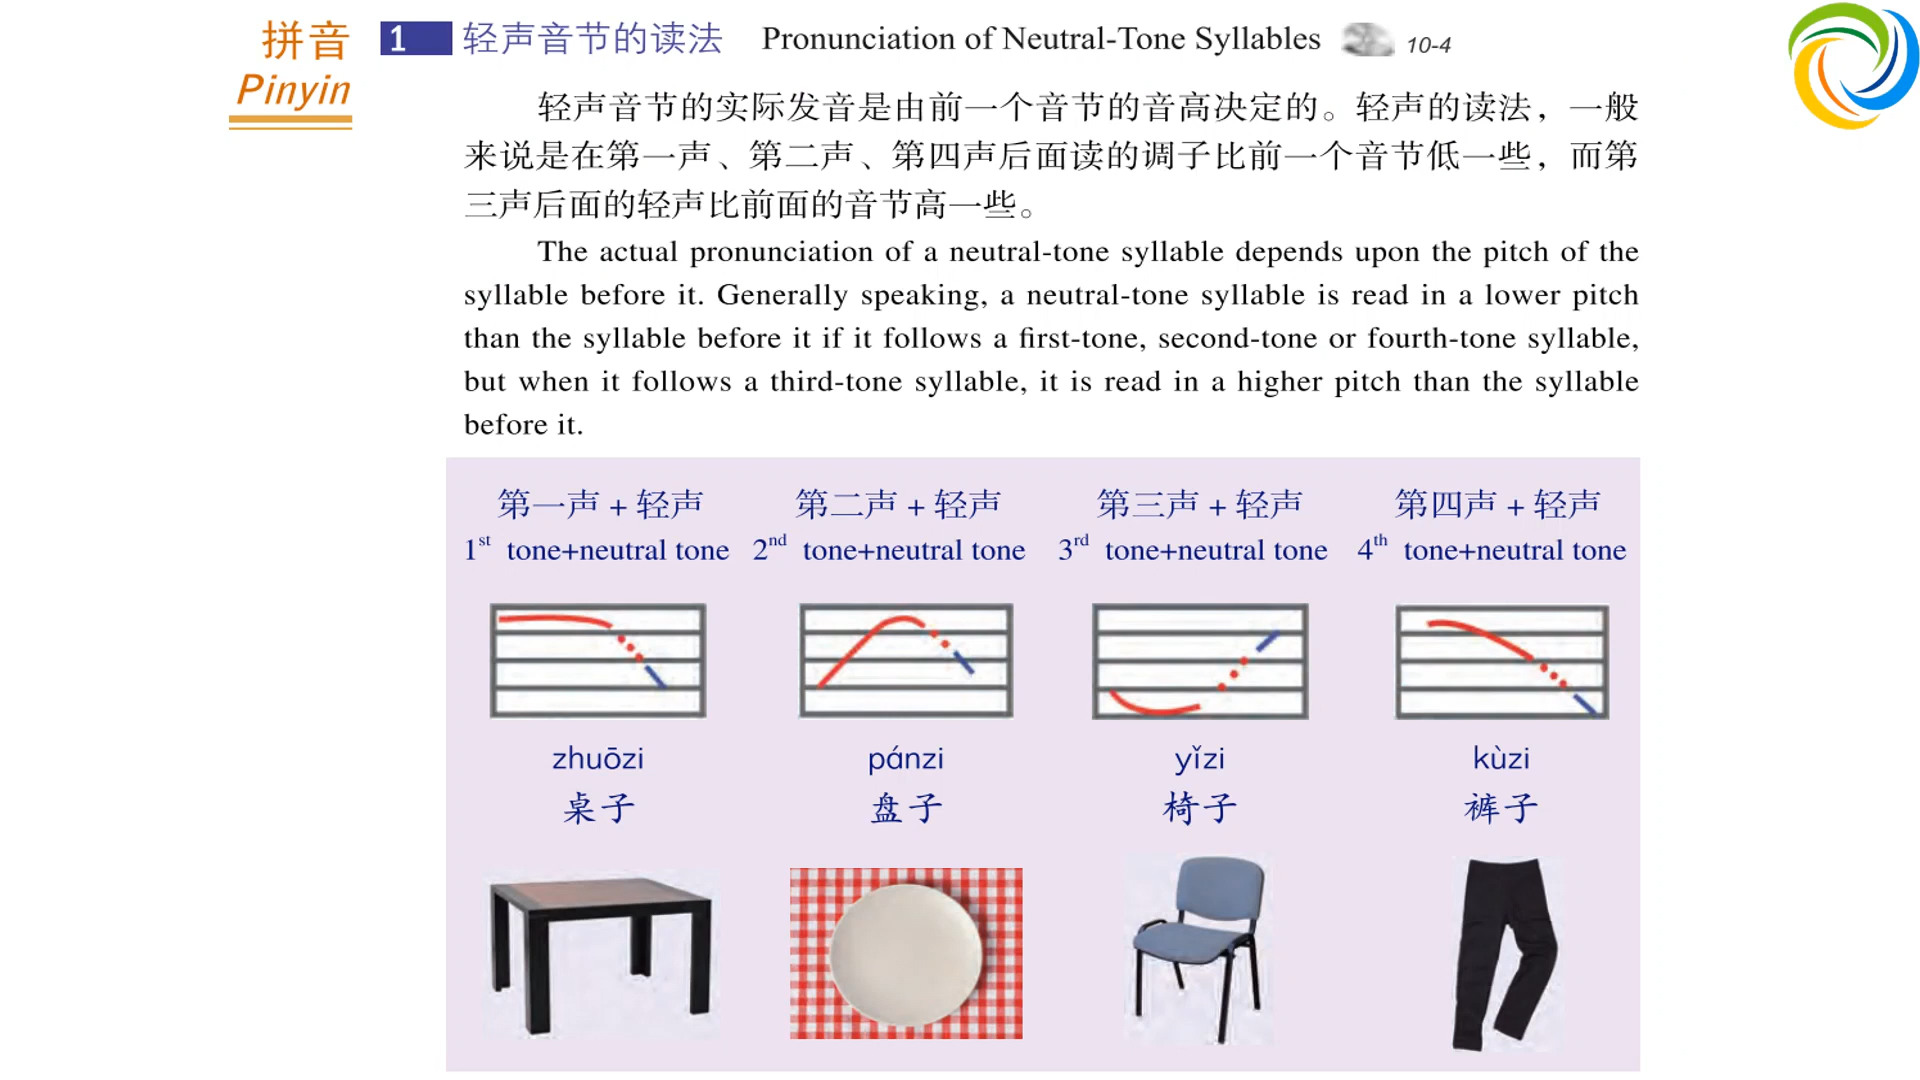 拼音
Pinyin
1 轻声音节的读法 Pronunciation of Neutral-Tone Syllables 10-4
轻声音节的实际发音是由前一个音节的音高决定的。轻声的读法，一般
来说是在第一声、第二声、第四声后面读的调子比前一个音节低一些，而第
三声后面的轻声比前面的音节高一些。
The actual pronunciation of a neutral-tone syllable depends upon the pitch of the
syllable before it. Generally speaking, a neutral-tone syllable is read in a lower pitch
than the syllable before it if it follows a first-tone, second-tone or fourth-tone syllable,
but when it follows a third-tone syllable, it is read in a higher pitch than the syllable
before it.
第一声 + 轻声 第二声 + 轻声 第三声 + 轻声 第四声 + 轻声
1st tone+neutral tone 2nd tone+neutral tone 3rd tone+neutral tone 4th tone+neutral tone
zhuōzi pánzi yǐzi kùzi
桌子 盘子 椅子 裤子